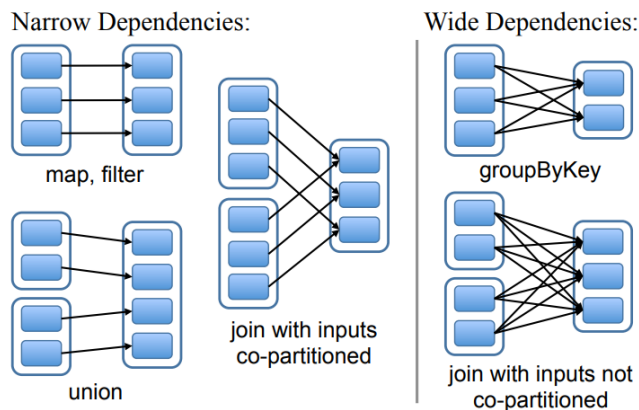 Narrow Dependencies:
map, filter
union
join with inputs
co-partitioned
Wide Dependencies:
groupByKey
join with inputs not
co-partitioned